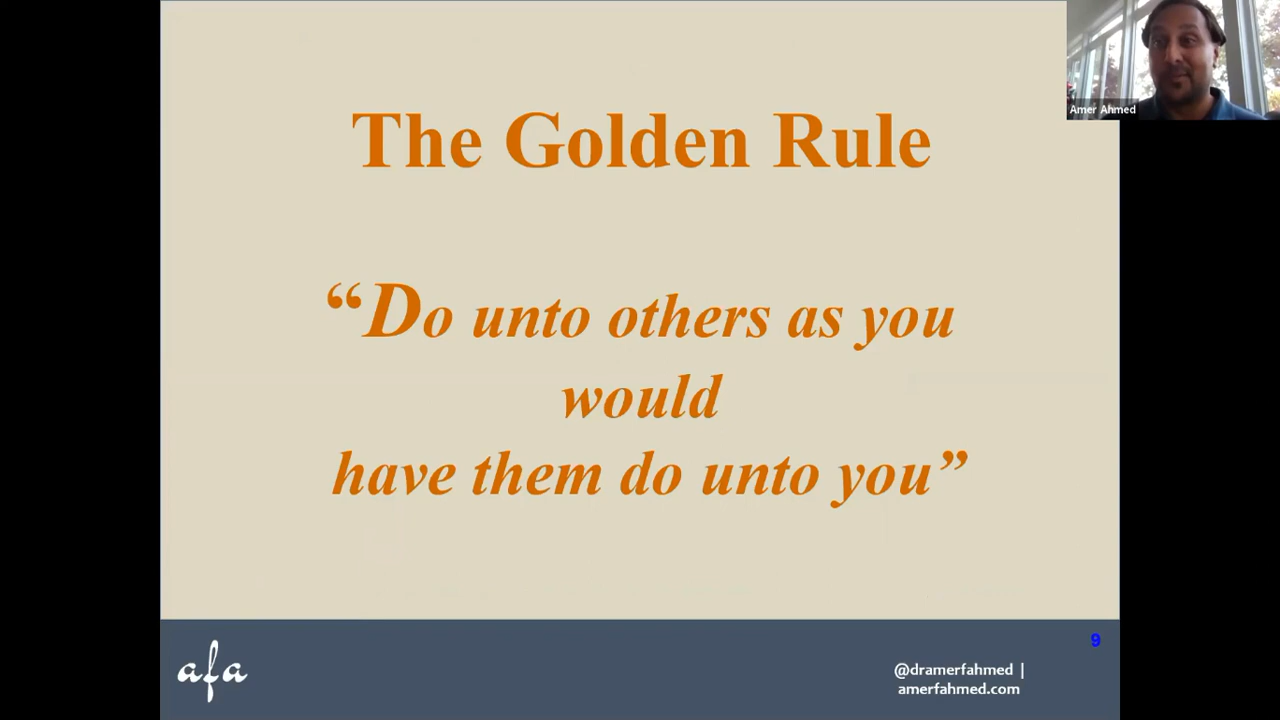 Amer Ahmed
The Golden Rule
“Do unto others as you
would
have them do unto you”
9
afa
@dramerfahmed |
amerfahmed.com